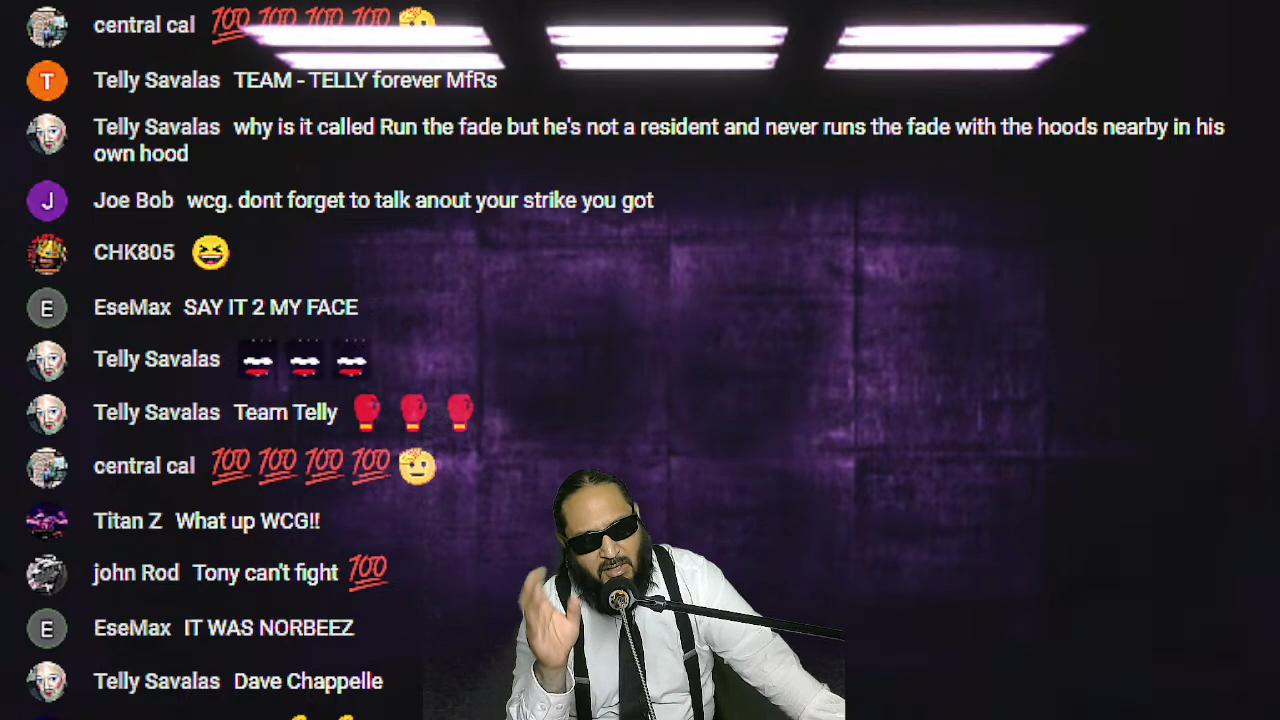 central cal 💯 💯 💯 💯 🫡
T Telly Savalas TEAM - TELLY forever MfRs
Telly Savalas why is it called Run the fade but he's not a resident and never runs the fade with the hoods nearby in his
own hood
J Joe Bob wcg. dont forget to talk anout your strike you got
CHK805 😆
E EseMax SAY IT 2 MY FACE
Telly Savalas
Telly Savalas Team Telly 🥊 🥊 🥊
central cal 💯 💯 💯 💯 🫡
Titan Z What up WCG!!
john Rod Tony can't fight 💯
E EseMax IT WAS NORBEEZ
Telly Savalas Dave Chappelle